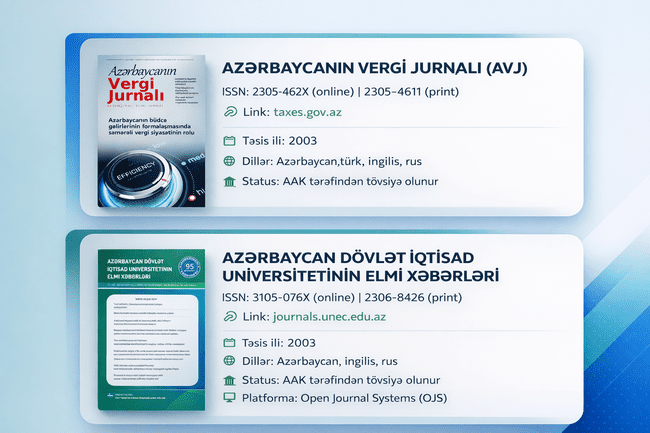 Azərbaycanın
Vergi
Jurnalı
Azərbaycanın büdcə
gəlirlərinin formalaşmasında
səmərəli vergi siyasətinin rolu
EFFICIENCY
med
hi
AZƏRBAYCANIN VERGİ JURNALI (AVJ)
ISSN: 2305-462X (online) | 2305–4611 (print)
Link: taxes.gov.az
Təsis ili: 2003
Dillər: Azərbaycan,türk, ingilis, rus
Status: AAK tərəfindən tövsiyə olunur
AZƏRBAYCAN DÖVLƏT
İQTİSAD UNİVERSİTETİNİN
ELMİ XƏBƏRLƏRİ
95
AZƏRBAYCAN DÖVLƏT İQTİSAD
UNİVERSİTETİNİN ELMİ XƏBƏRLƏRİ
ISSN: 3105-076X (online) | 2306-8426 (print)
Link: journals.unec.edu.az
Təsis ili: 2003
Dillər: Azərbaycan, ingilis, rus
Status: AAK tərəfindən tövsiyə olunur
Platforma: Open Journal Systems (OJS)